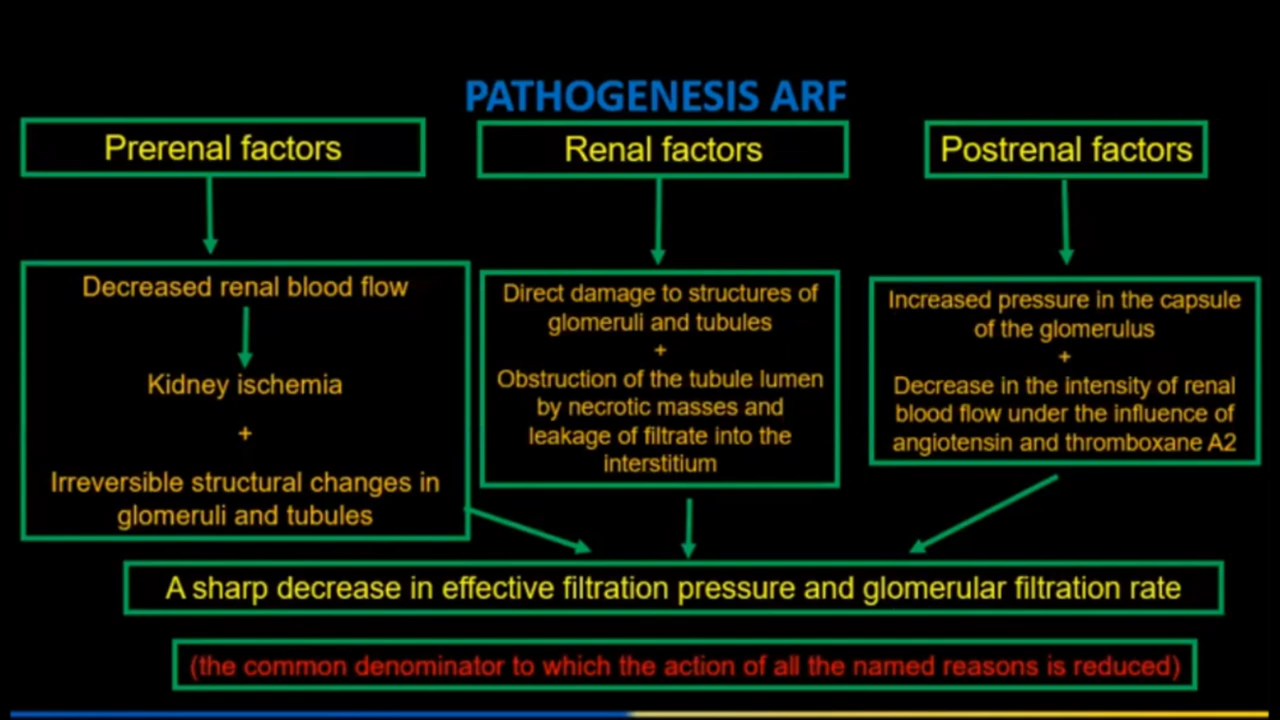 PATHOGENESIS ARF
Prerenal factors
Decreased renal blood flow
Kidney ischemia
+
Irreversible structural changes in
glomeruli and tubules
Renal factors
Direct damage to structures of
glomeruli and tubules
+
Obstruction of the tubule lumen
by necrotic masses and
leakage of filtrate into the
interstitium
Postrenal factors
Increased pressure in the capsule
of the glomerulus
+
Decrease in the intensity of renal
blood flow under the influence of
angiotensin and thromboxane A2
A sharp decrease in effective filtration pressure and glomerular filtration rate
(the common denominator to which the action of all the named reasons is reduced)